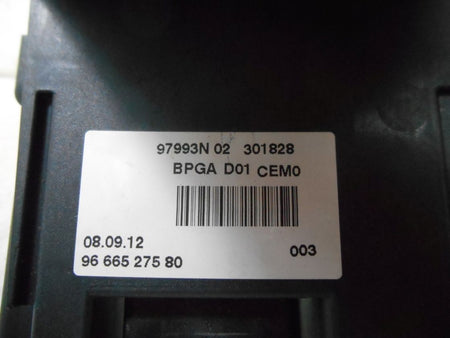 97993N 02 301828
BPGA D01 CEM0
08.09.12
003
96 665 275 80